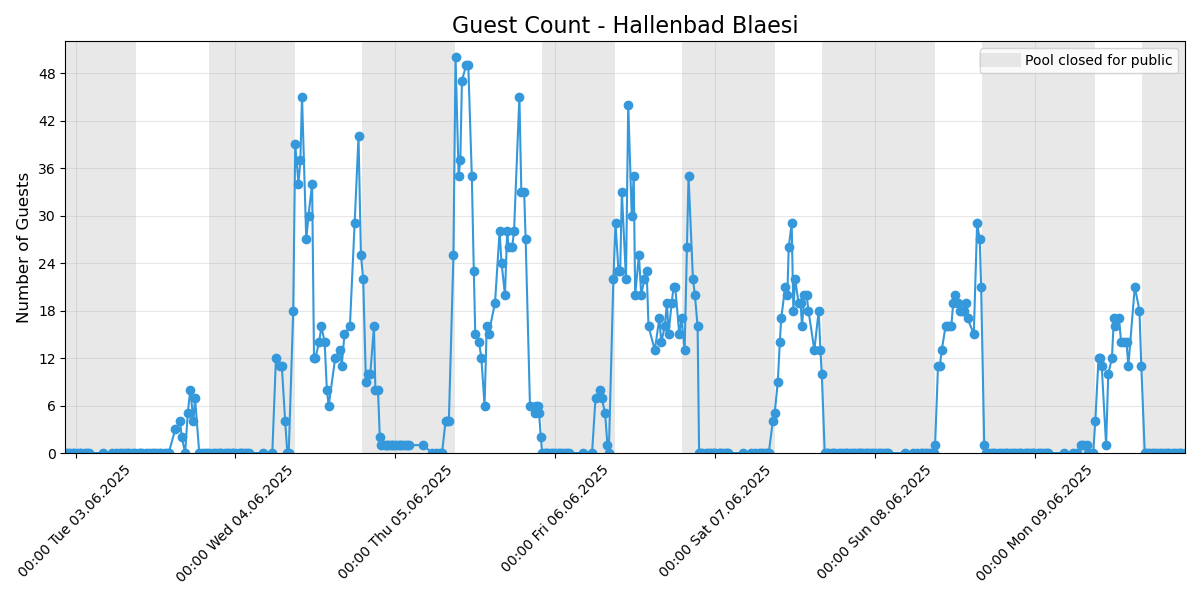 Guest Count - Hallenbad Blaesi
Pool closed for public
Number of Guests
48
42
36
30
24
18
12
6
0
00:00 Tue 03.06.2025
00:00 Wed 04.06.2025
00:00 Thu 05.06.2025
00:00 Fri 06.06.2025
00:00 Sat 07.06.2025
00:00 Sun 08.06.2025
00:00 Mon 09.06.2025